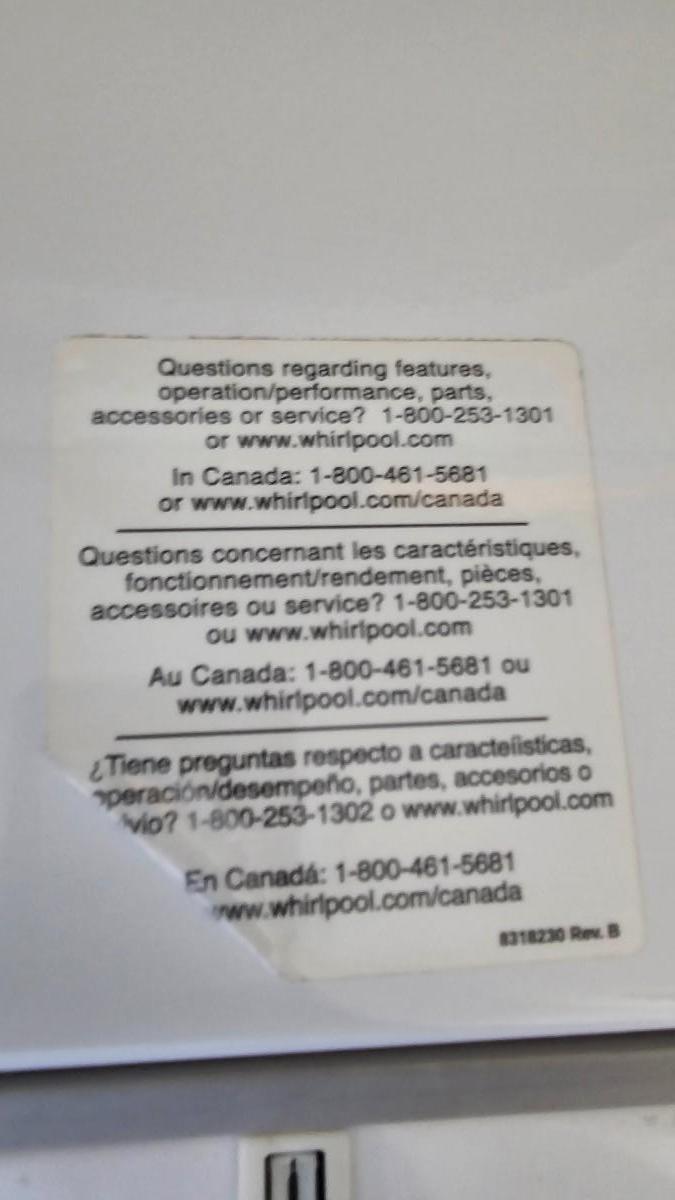 Questions regarding features,
operation/performance, parts,
accessories or service? 1-800-253-1301
or www.whirlpool.com
In Canada: 1-800-461-5681
or www.whirlpool.com/canada
Questions concernant les caractéristiques,
fonctionnement/rendement, pièces,
accessoires ou service? 1-800-253-1301
ou www.whirlpool.com
Au Canada: 1-800-461-5681 ou
www.whirlpool.com/canada
¿Tiene preguntas respecto a caracteíisticas,
operación/desempeño, partes, accesorios o
1-800-253-1302 o www.whirlpool.com
En Canadá: 1-800-461-5681
www.whirlpool.com/canada
8318230 Rev. B